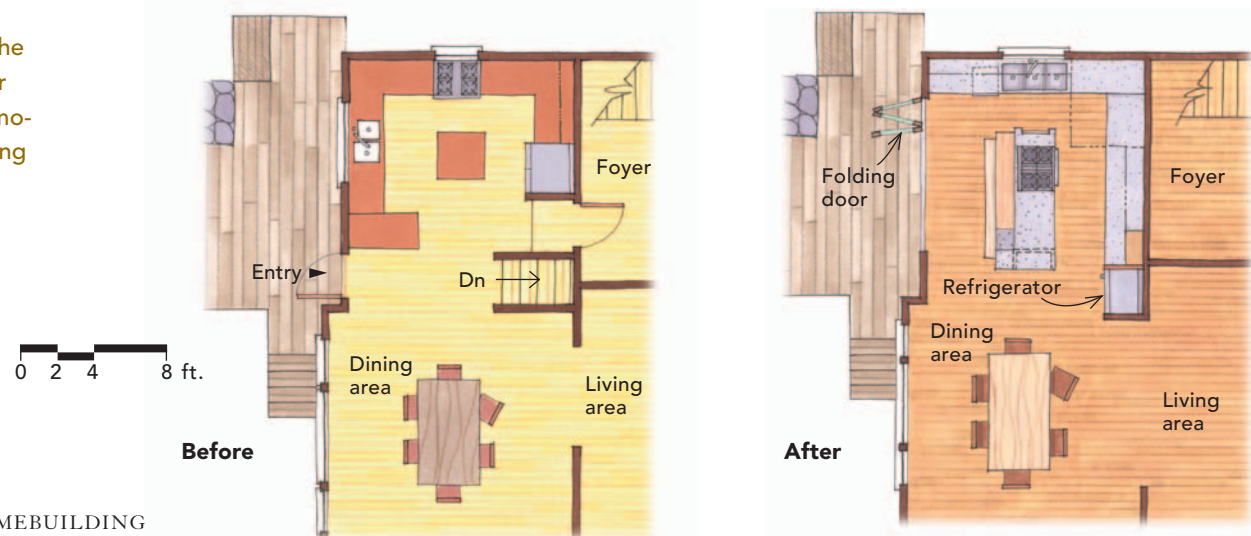 he
r
mo-
ing
Foyer
Entry
Dn
0 2 4 8 ft.
Dining
area
Living
area
Before
MEBUILDING
Folding
door
Foyer
Refrigerator
Dining
area
Living
area
After